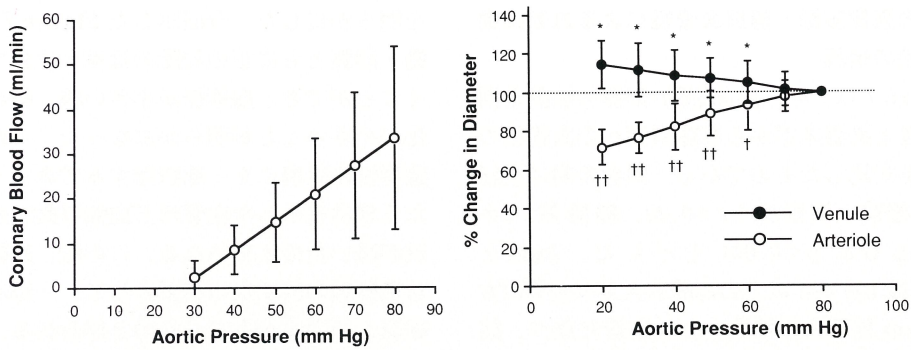 Coronary Blood Flow (ml/min)
60
50
40
30
20
10
0
0 10 20 30 40 50 60 70 80 90
Aortic Pressure (mm Hg)
% Change in Diameter
140
120
100
80
60
40
20
0
* * * * *
†† †† †† †† †
Venule
Arteriole
0 20 40 60 80 100
Aortic Pressure (mm Hg)